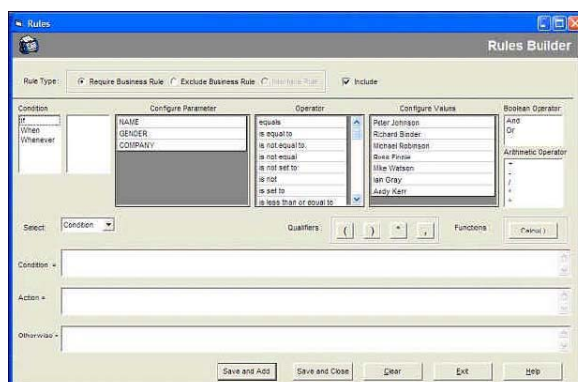 Rules
Rules Builder
Rule Type: Require Business Rule Exclude Business Rule Include
Condition Configure Parameter Operator Configure Values Boolean Operator
If
When
Whenever
NAME
GENDER
COMPANY
equals
is equal to
is not equal to
is not equal
is not set to
is not
is set to
is less than or equal to
Peter Johnson
Richard Binder
Michael Robinson
Mike Watson
Ian Gray
Andy Kerr
And
Or
Arithmetic Operator
Select: Condition Qualifiers ( ) , Functions
Condition =
Action =
Otherwise =
Save and Add Save and Close Clear Exit Help